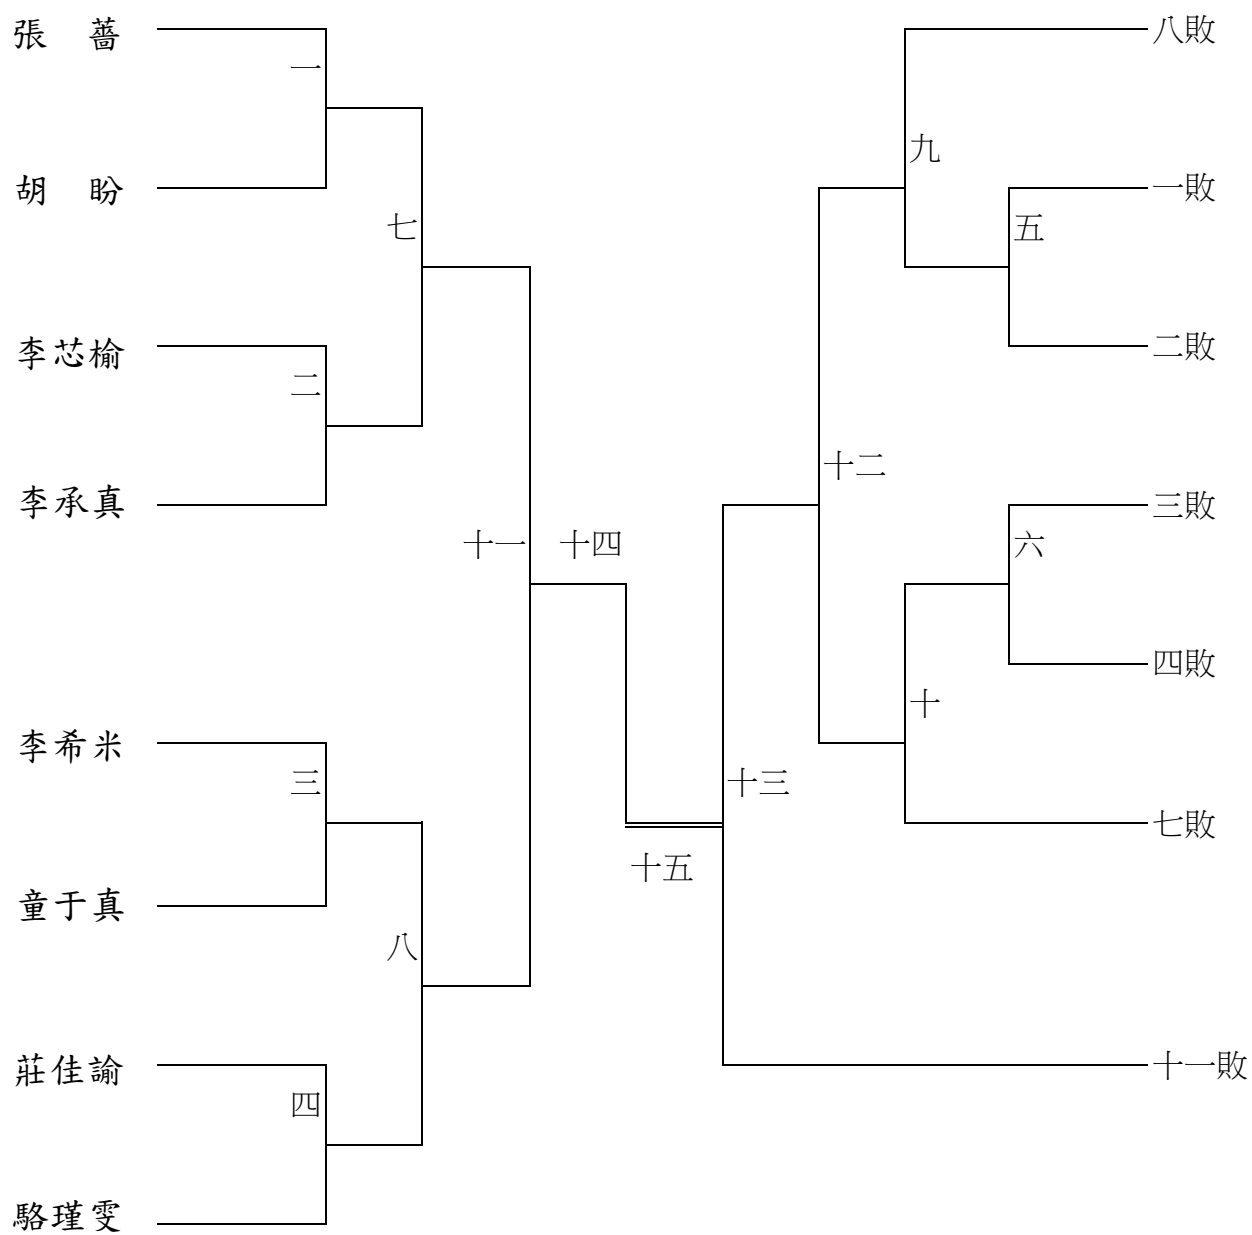 張　薔
八敗
一
九
胡　盼
一敗
七
五
李芯榆
二敗
二
十二
李承真
三敗
十一
十四
六
四敗
十
李希米
三
十三
七敗
十五
童于真
八
莊佳諭
十一敗
四
駱瑾雯